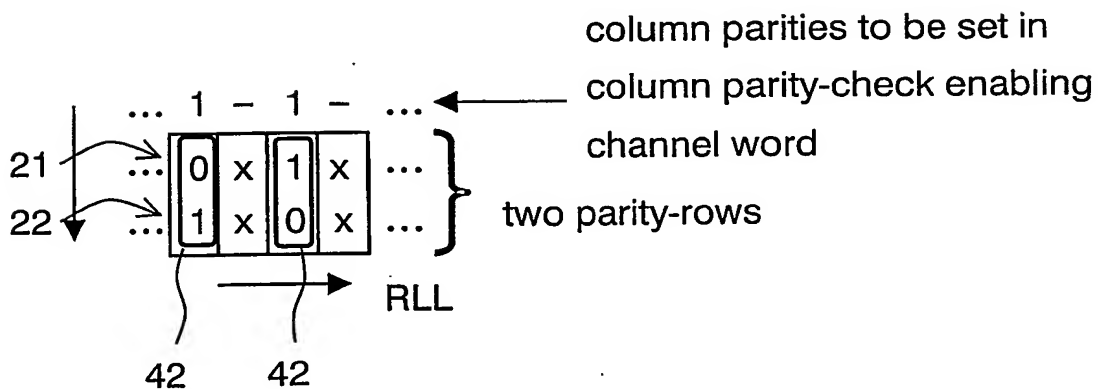 column parities to be set in
... 1 – 1 – ... column parity-check enabling
channel word
21 ... 0 x 1 x ...
22 ... 1 x 0 x ... two parity-rows
RLL
42 42